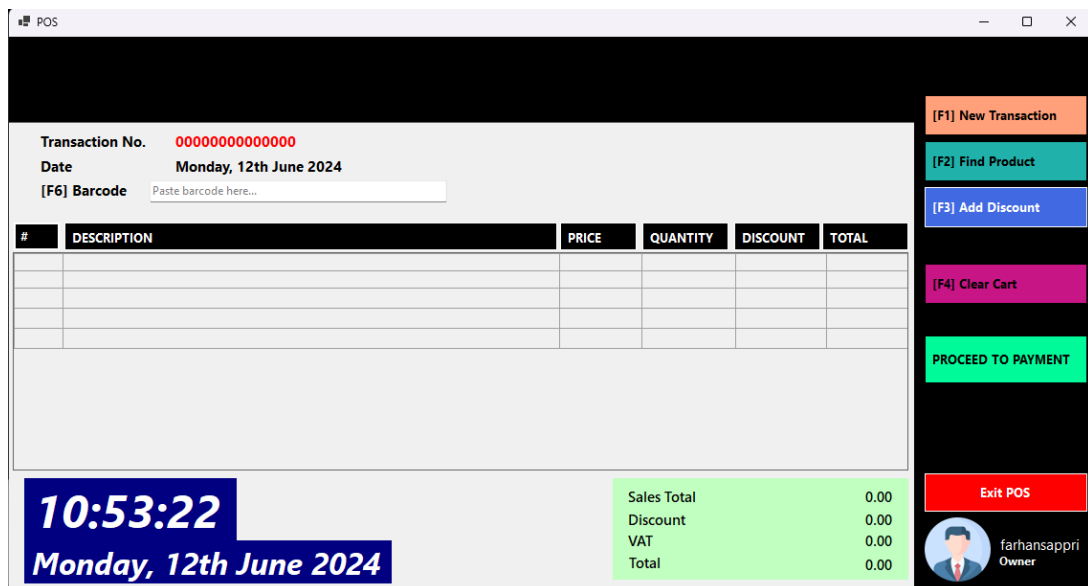 POS
Transaction No. 00000000000000
Date Monday, 12th June 2024
[F6] Barcode Paste barcode here...
# DESCRIPTION PRICE QUANTITY DISCOUNT TOTAL
10:53:22
Monday, 12th June 2024
Sales Total 0.00
Discount 0.00
VAT 0.00
Total 0.00
[F1] New Transaction
[F2] Find Product
[F3] Add Discount
[F4] Clear Cart
PROCEED TO PAYMENT
Exit POS
farhansappri
Owner